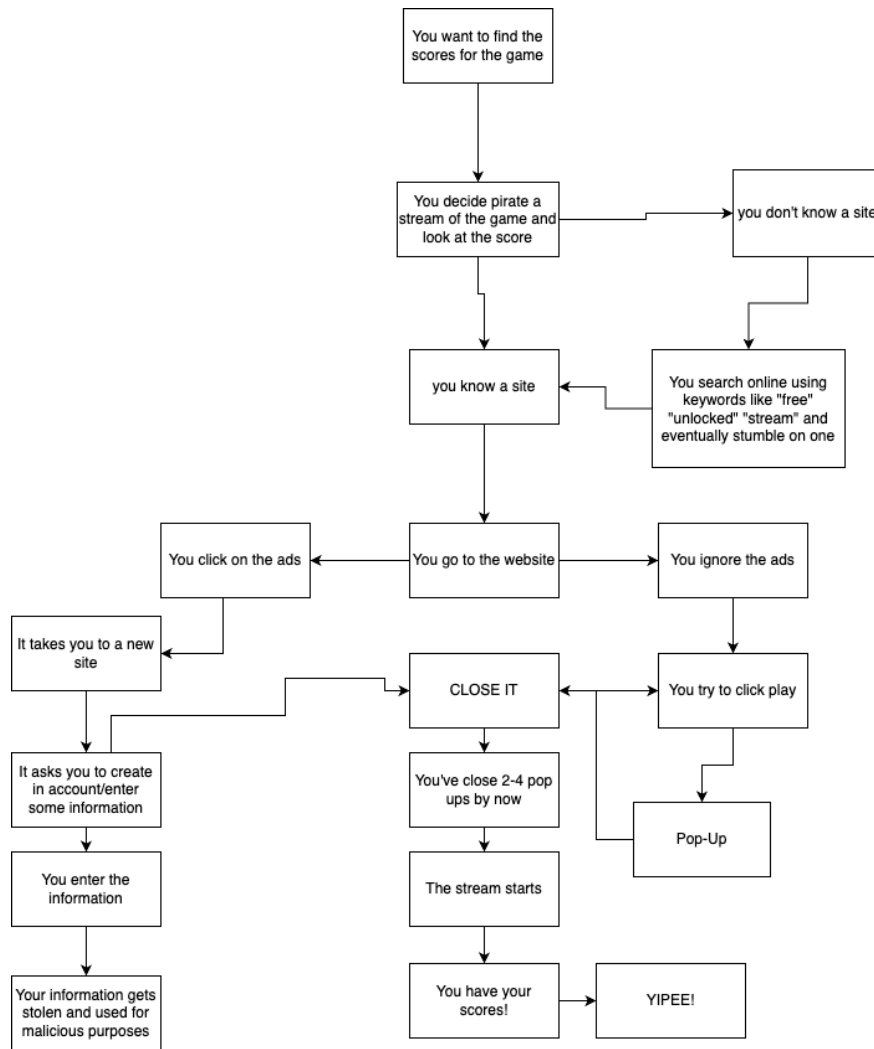 You want to find the
scores for the game
You decide pirate a
stream of the game and
look at the score
you don't know a site
you know a site
You search online using
keywords like "free"
"unlocked" "stream" and
eventually stumble on one
You click on the ads
You go to the website
You ignore the ads
It takes you to a new
site
CLOSE IT
You try to click play
It asks you to create
in account/enter
some information
You've close 2-4 pop
ups by now
Pop-Up
You enter the
information
The stream starts
Your information gets
stolen and used for
malicious purposes
You have your
scores!
YIPEE!